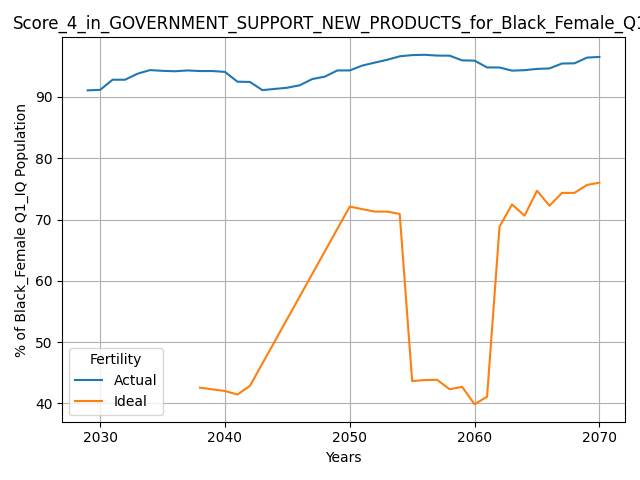 Score_4_in_GOVERNMENT_SUPPORT_NEW_PRODUCTS_for_Black_Female_Q1
% of Black_Female Q1_IQ Population
90
80
70
60
50
40
Fertility
Actual
Ideal
2030 2040 2050 2060 2070
Years